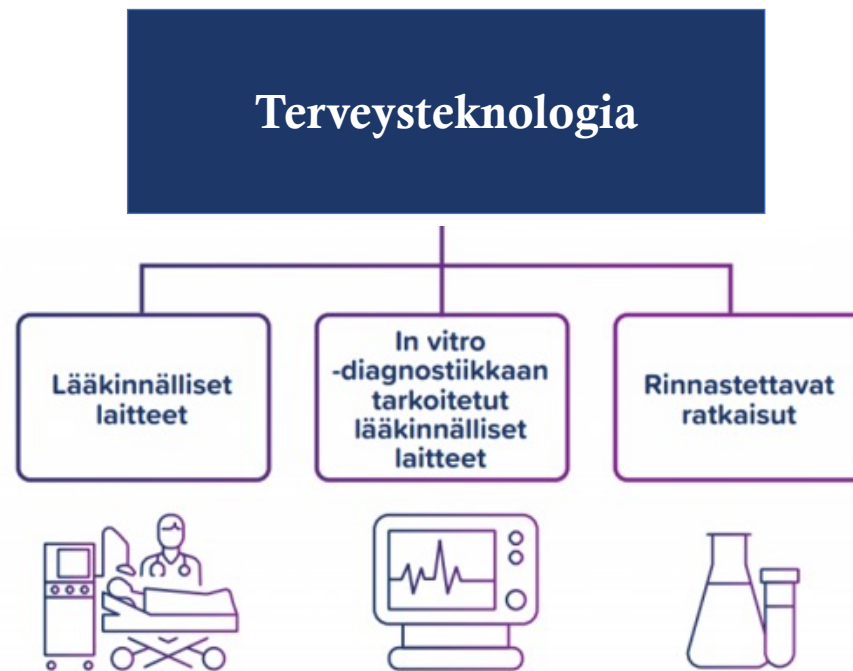 Terveysteknologia
Lääkinnälliset
laitteet
In vitro
-diagnostiikkaan
tarkoitetut
lääkinnälliset
laitteet
Rinnastettavat
ratkaisut